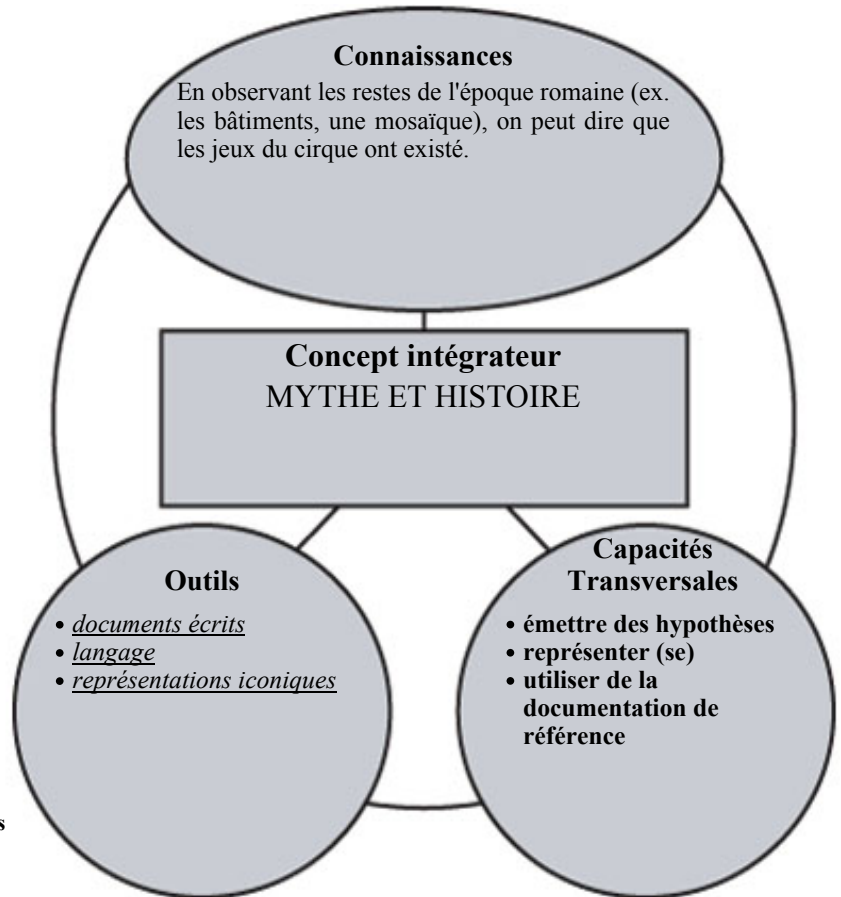 Connaissances
En observant les restes de l'époque romaine (ex.
les bâtiments, une mosaïque), on peut dire que
les jeux du cirque ont existé.
Concept intégrateur
MYTHE ET HISTOIRE
Outils
• documents écrits
• langage
• représentations iconiques
Capacités
Transversales
• émettre des hypothèses
• représenter (se)
• utiliser de la
documentation de
référence
s